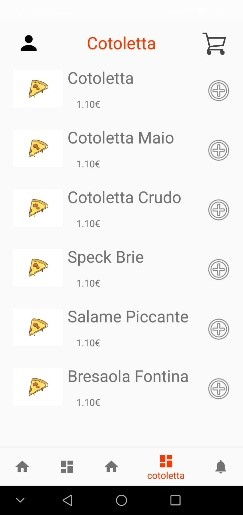 Cotoletta
Cotoletta
1.10€
Cotoletta Maio
1.10€
Cotoletta Crudo
1.10€
Speck Brie
1.10€
Salame Piccante
1.10€
Bresaola Fontina
1.10€
cotoletta